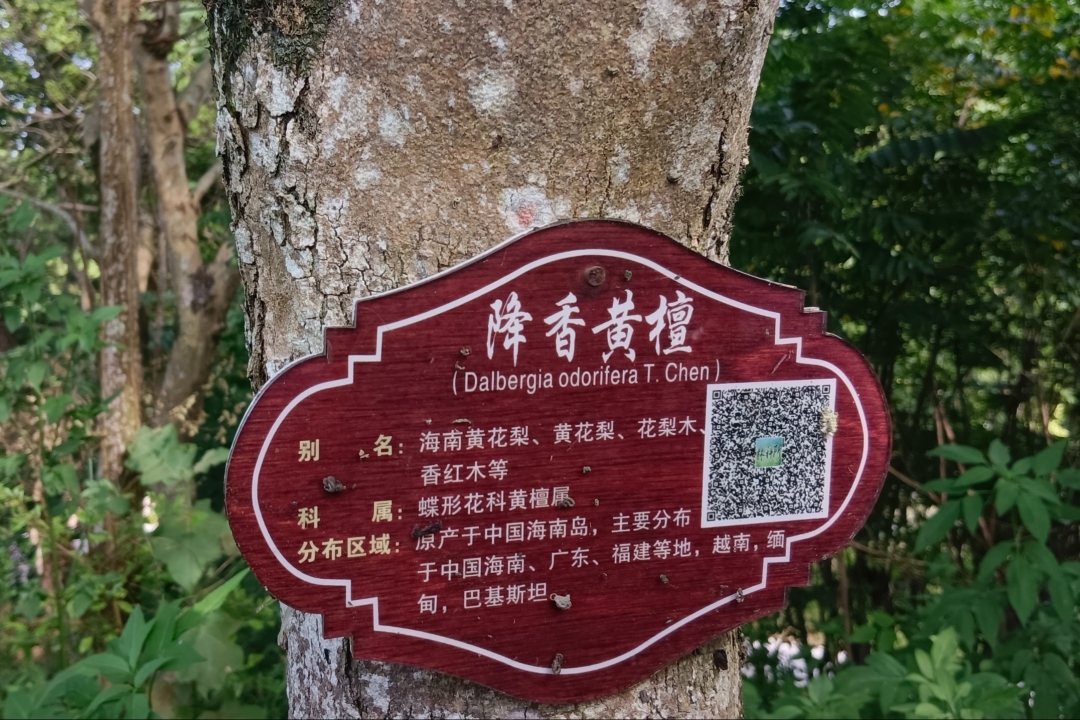 降香黄檀
(Dalbergia odorifera T. Chen)
别 名：海南黄花梨、黄花梨、花梨木、
香红木等
科 属：蝶形花科黄檀属
分布区域：原产于中国海南岛，主要分布
于中国海南、广东、福建等地，越南，缅
甸，巴基斯坦